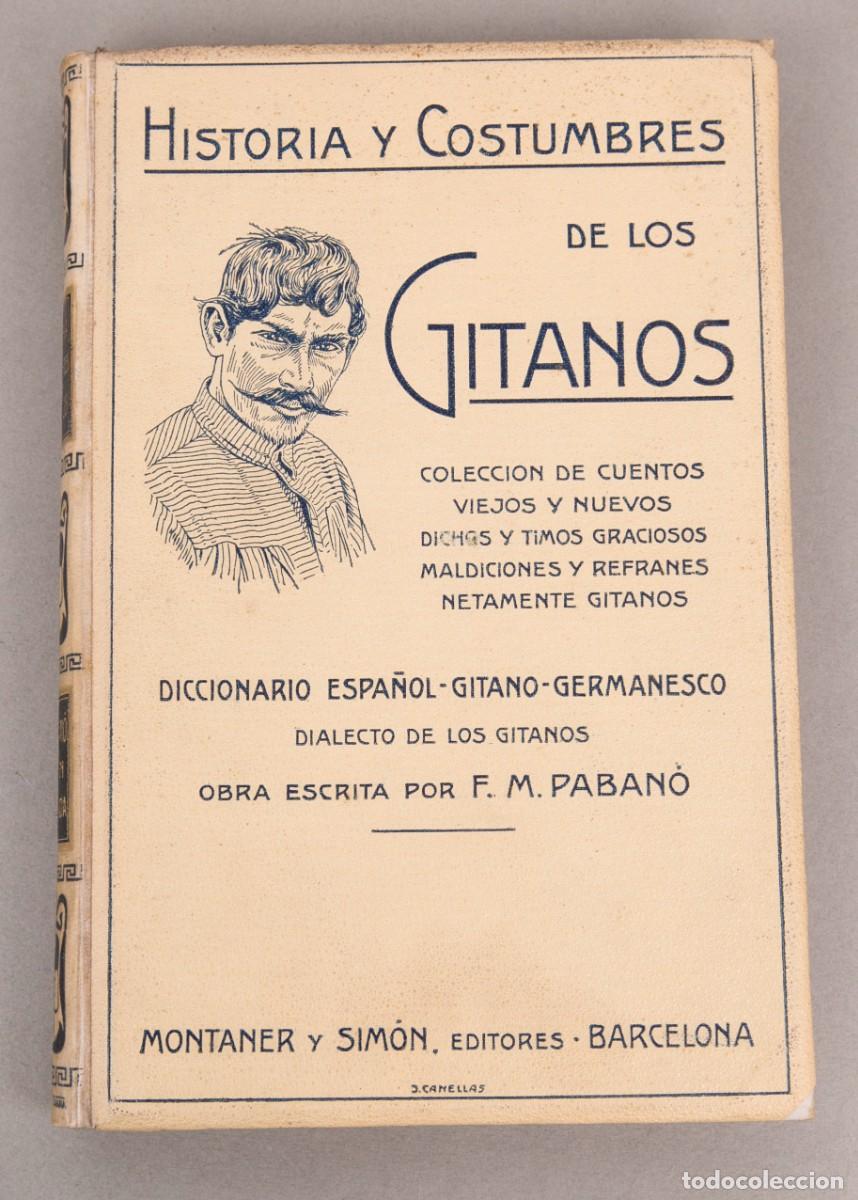 HISTORIA Y COSTUMBRES
DE LOS
GITANOS
COLECCION DE CUENTOS
VIEJOS Y NUEVOS
DICHOS Y TIMOS GRACIOSOS
MALDICIONES Y REFRANES
NETAMENTE GITANOS
DICCIONARIO ESPAÑOL-GITANO-GERMANESCO
DIALECTO DE LOS GITANOS
OBRA ESCRITA POR F. M. PABANÓ
MONTANER Y SIMÓN, EDITORES · BARCELONA
J. CANELLAS
todocoleccion